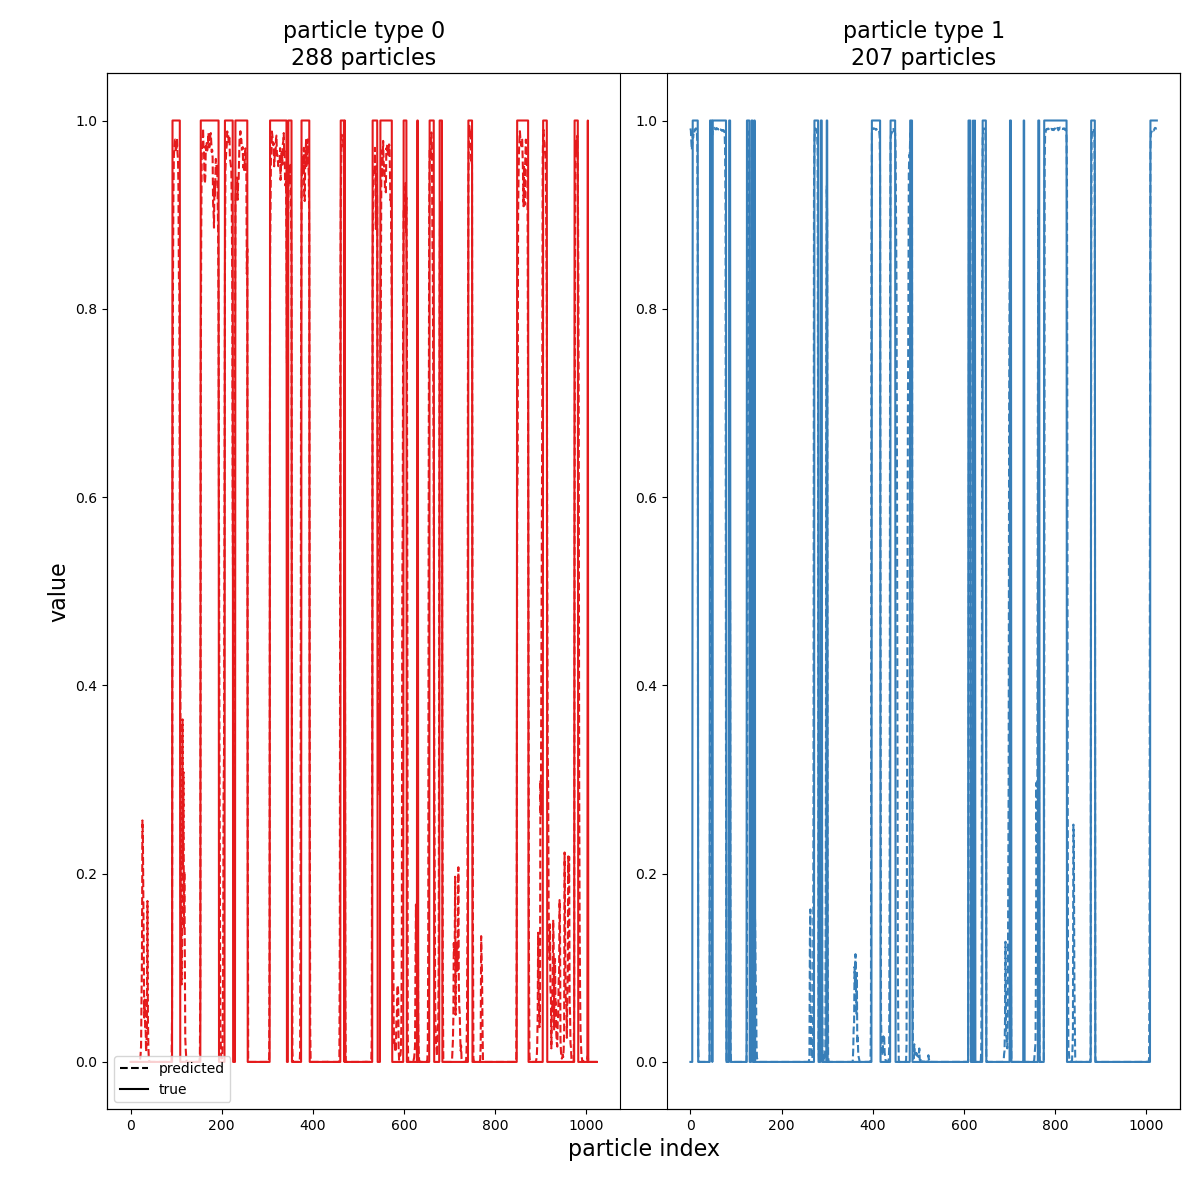 particle type 0
288 particles
particle type 1
207 particles
1.0
0.8
0.6
0.4
0.2
0.0
1.0
0.8
0.6
0.4
0.2
0.0
value
predicted
true
0 200 400 600 800 1000
0 200 400 600 800 1000
particle index